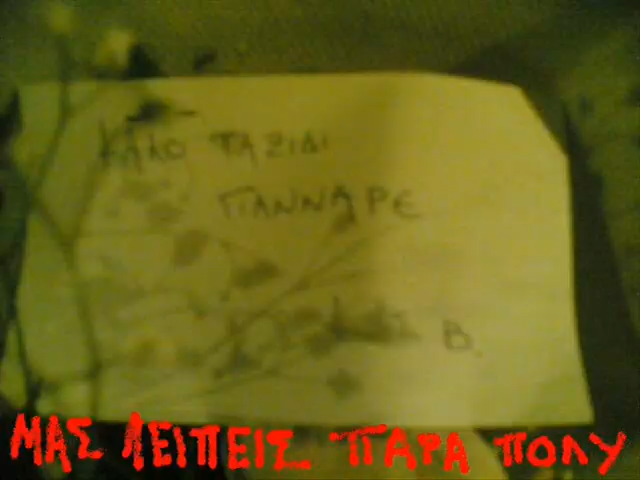 ΚΑΛΟ ΤΑΞΙΔΙ
ΓΙΑΝΝΑΡΕ
Β.
ΜΑΣ ΛΕΙΠΕΙΣ ΠΑΡΑ ΠΟΛΥ